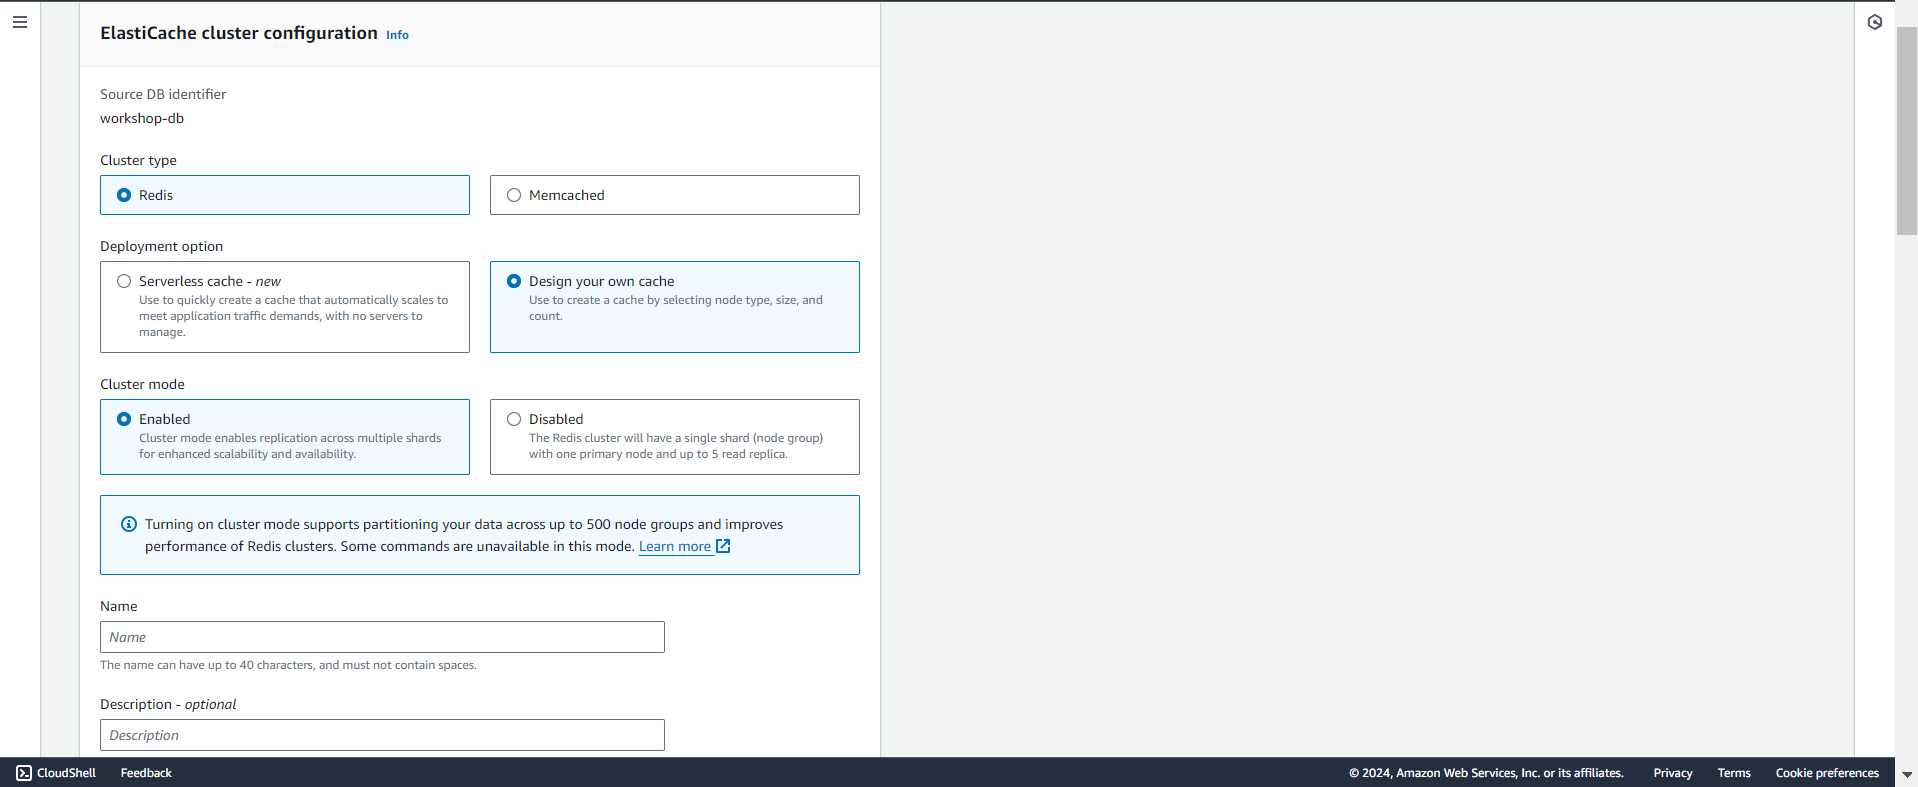 ElastiCache cluster configuration Info
Source DB identifier
workshop-db
Cluster type
Redis
Memcached
Deployment option
Serverless cache - new
Use to quickly create a cache that automatically scales to
meet application traffic demands, with no servers to
manage.
Design your own cache
Use to create a cache by selecting node type, size, and
count.
Cluster mode
Enabled
Cluster mode enables replication across multiple shards
for enhanced scalability and availability.
Disabled
The Redis cluster will have a single shard (node group)
with one primary node and up to 5 read replica.
Turning on cluster mode supports partitioning your data across up to 500 node groups and improves
performance of Redis clusters. Some commands are unavailable in this mode. Learn more
Name
Name
The name can have up to 40 characters, and must not contain spaces.
Description - optional
Description
CloudShell Feedback © 2024, Amazon Web Services, Inc. or its affiliates. Privacy Terms Cookie preferences